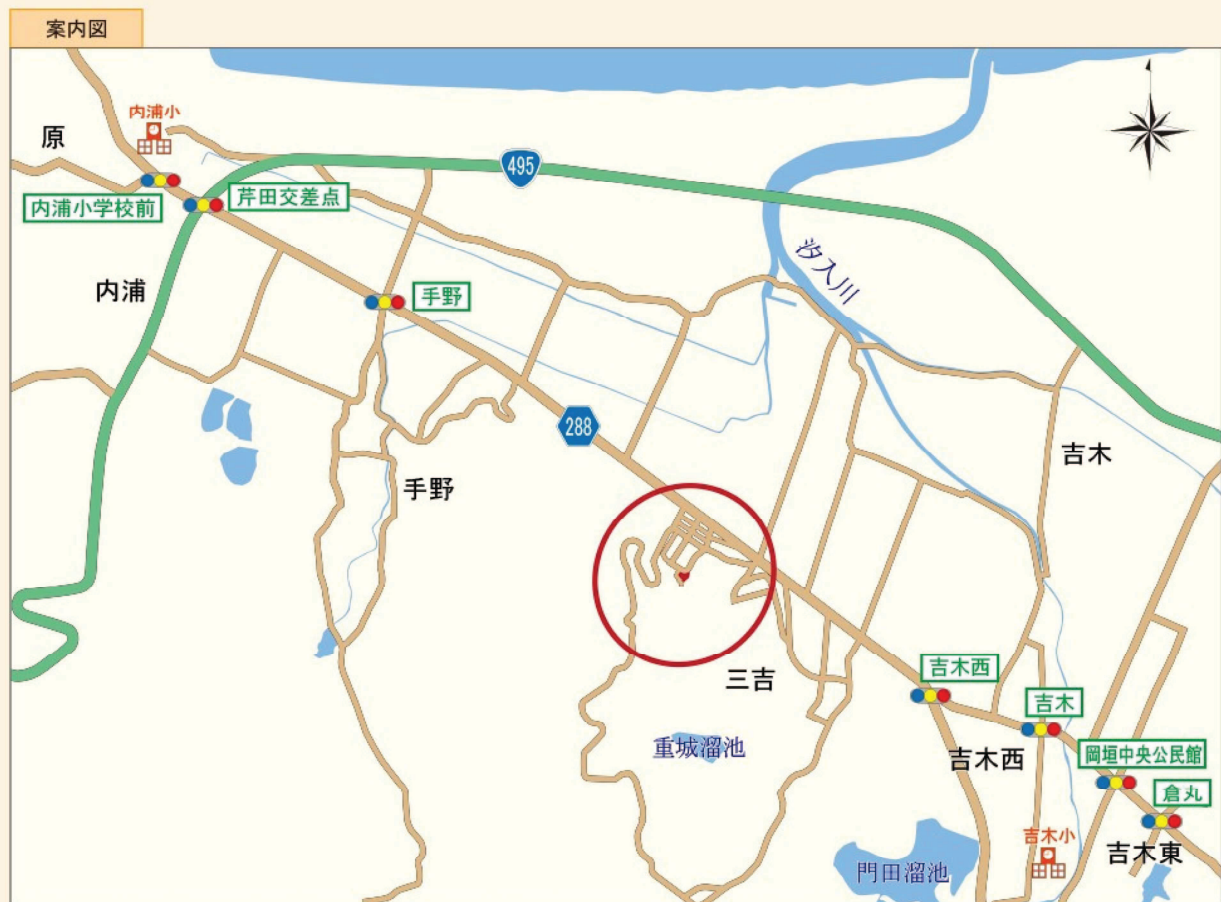 案内図
内浦小
原
495
内浦小学校前
芹田交差点
汐入川
内浦
手野
288
吉木
手野
三吉
吉木西
吉木
重城溜池
吉木西
岡垣中央公民館
倉丸
吉木小
吉木東
門田溜池